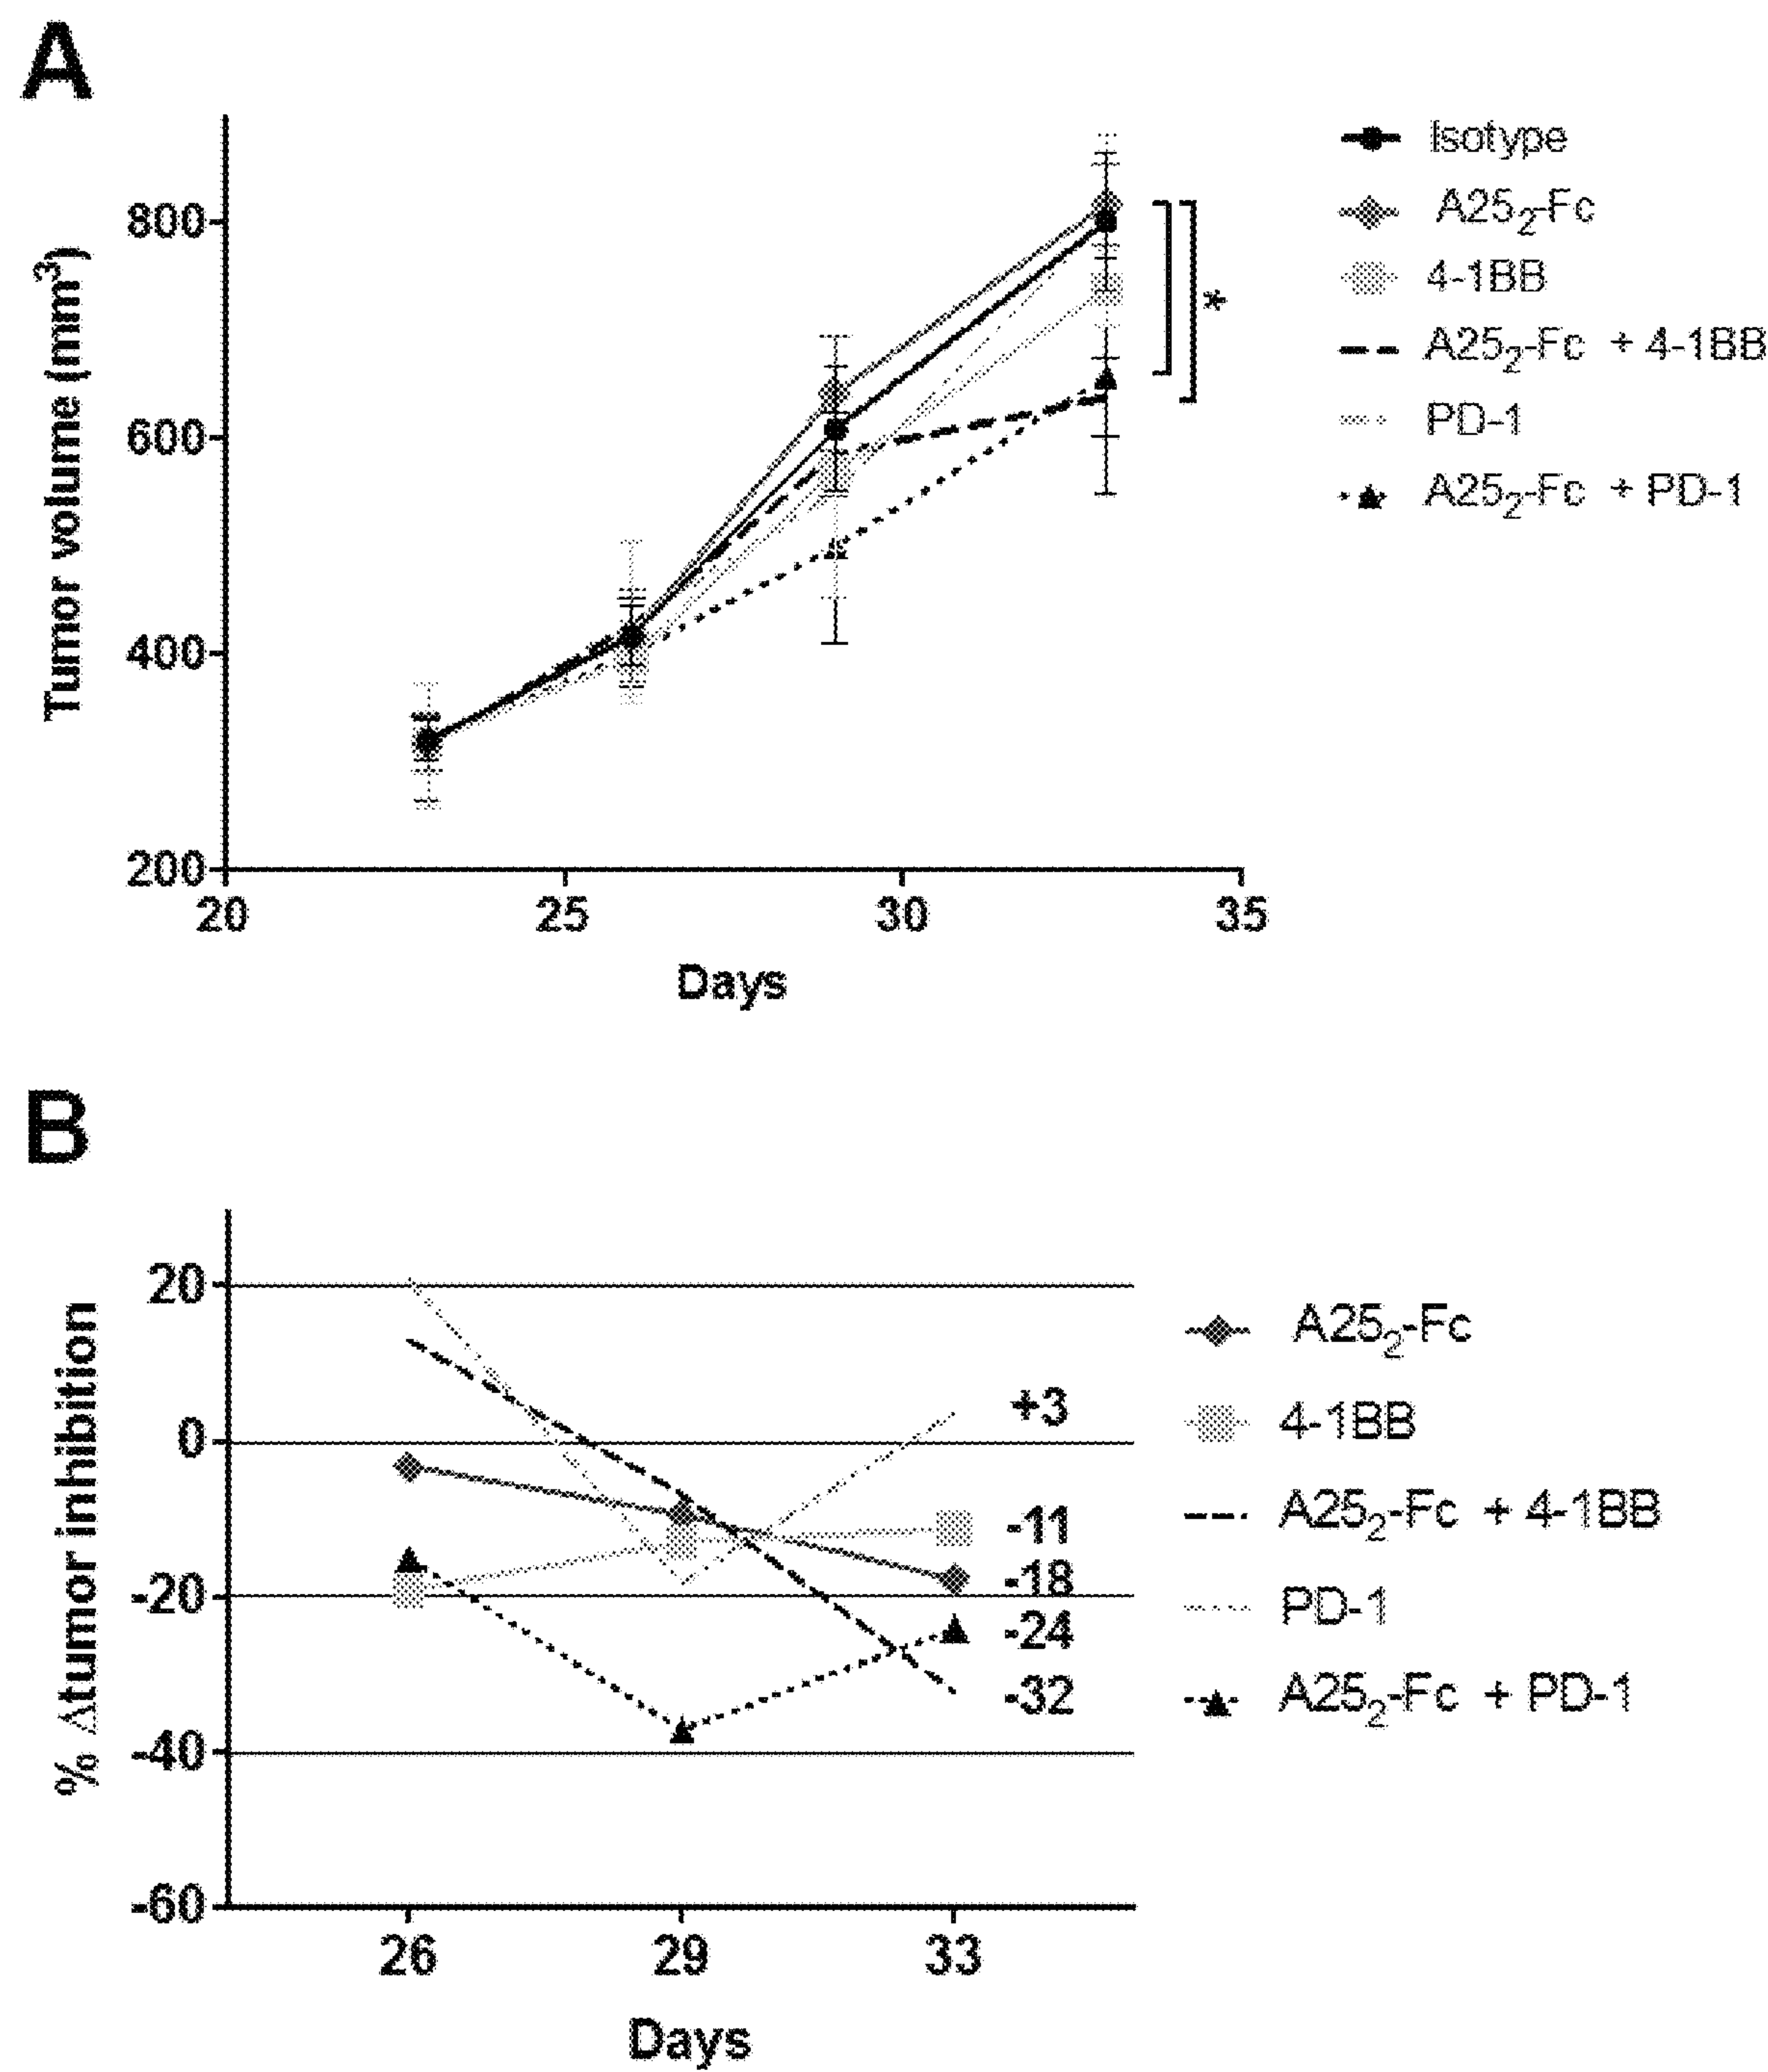 A
Tumor volume (mm³)
800
600
400
200
20
25
30
35
Days
*
Isotype
A25₂-Fc
4-1BB
A25₂-Fc + 4-1BB
PD-1
A25₂-Fc + PD-1
B
% Δtumor inhibition
20
0
-20
-40
-60
26
29
33
Days
+3
-11
-18
-24
-32
A25₂-Fc
4-1BB
A25₂-Fc + 4-1BB
PD-1
A25₂-Fc + PD-1